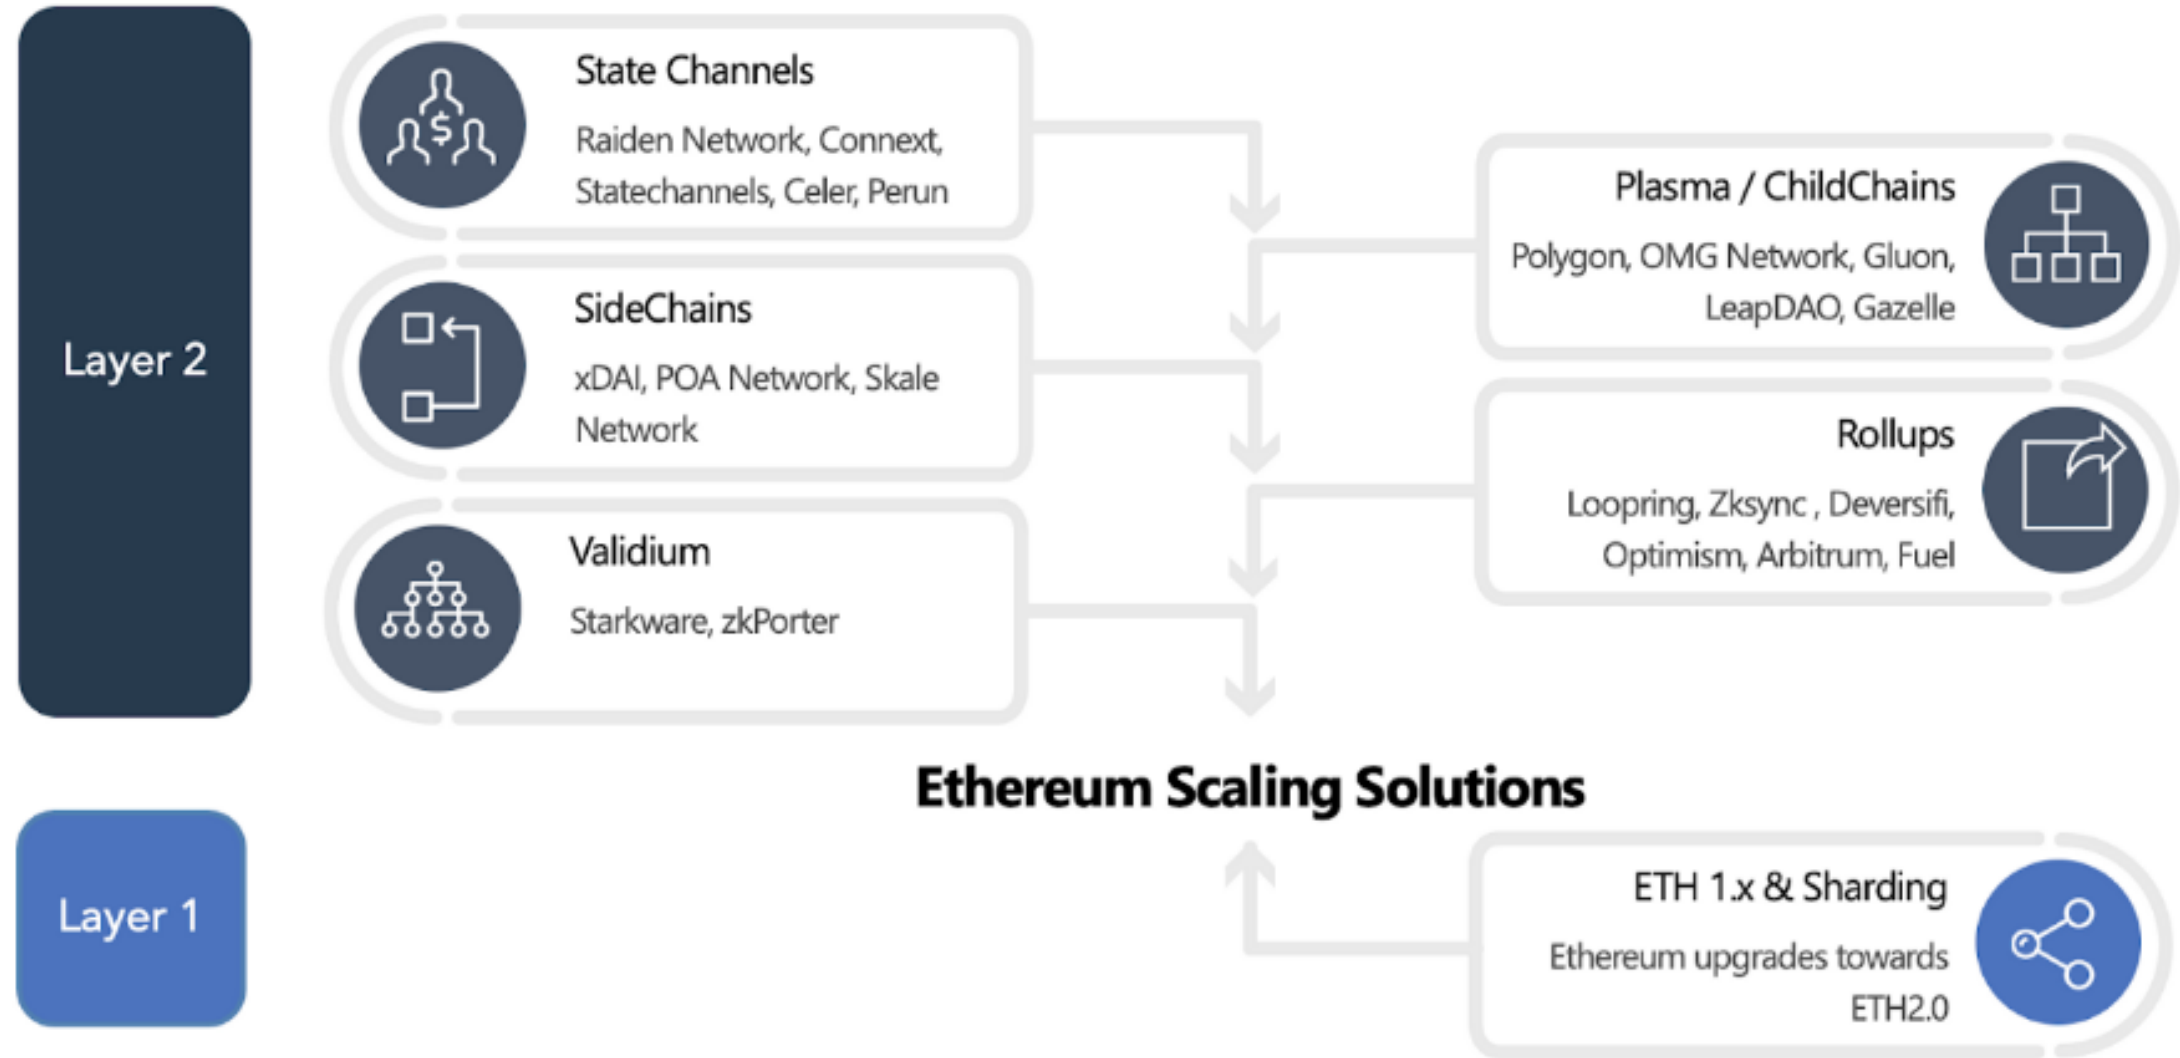 Layer 2
State Channels
Raiden Network, Connext,
Statechannels, Celer, Perun
Plasma / ChildChains
Polygon, OMG Network, Gluon,
LeapDAO, Gazelle
SideChains
xDAI, POA Network, Skale
Network
Rollups
Loopring, Zksync , Deversifi,
Optimism, Arbitrum, Fuel
Validium
Starkware, zkPorter
Ethereum Scaling Solutions
Layer 1
ETH 1.x & Sharding
Ethereum upgrades towards
ETH2.0
$